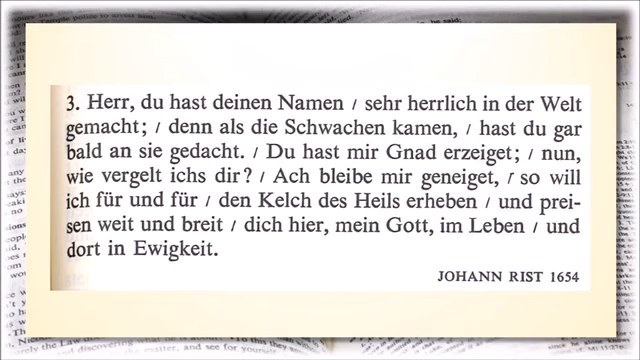 3. Herr, du hast deinen Namen / sehr herrlich in der Welt
gemacht; / denn als die Schwachen kamen, / hast du gar
bald an sie gedacht. / Du hast mir Gnad erzeiget; / nun,
wie vergelt ichs dir? / Ach bleibe mir geneiget, / so will
ich für und für / den Kelch des Heils erheben / und prei-
sen weit und breit / dich hier, mein Gott, im Leben / und
dort in Ewigkeit.
JOHANN RIST 1654